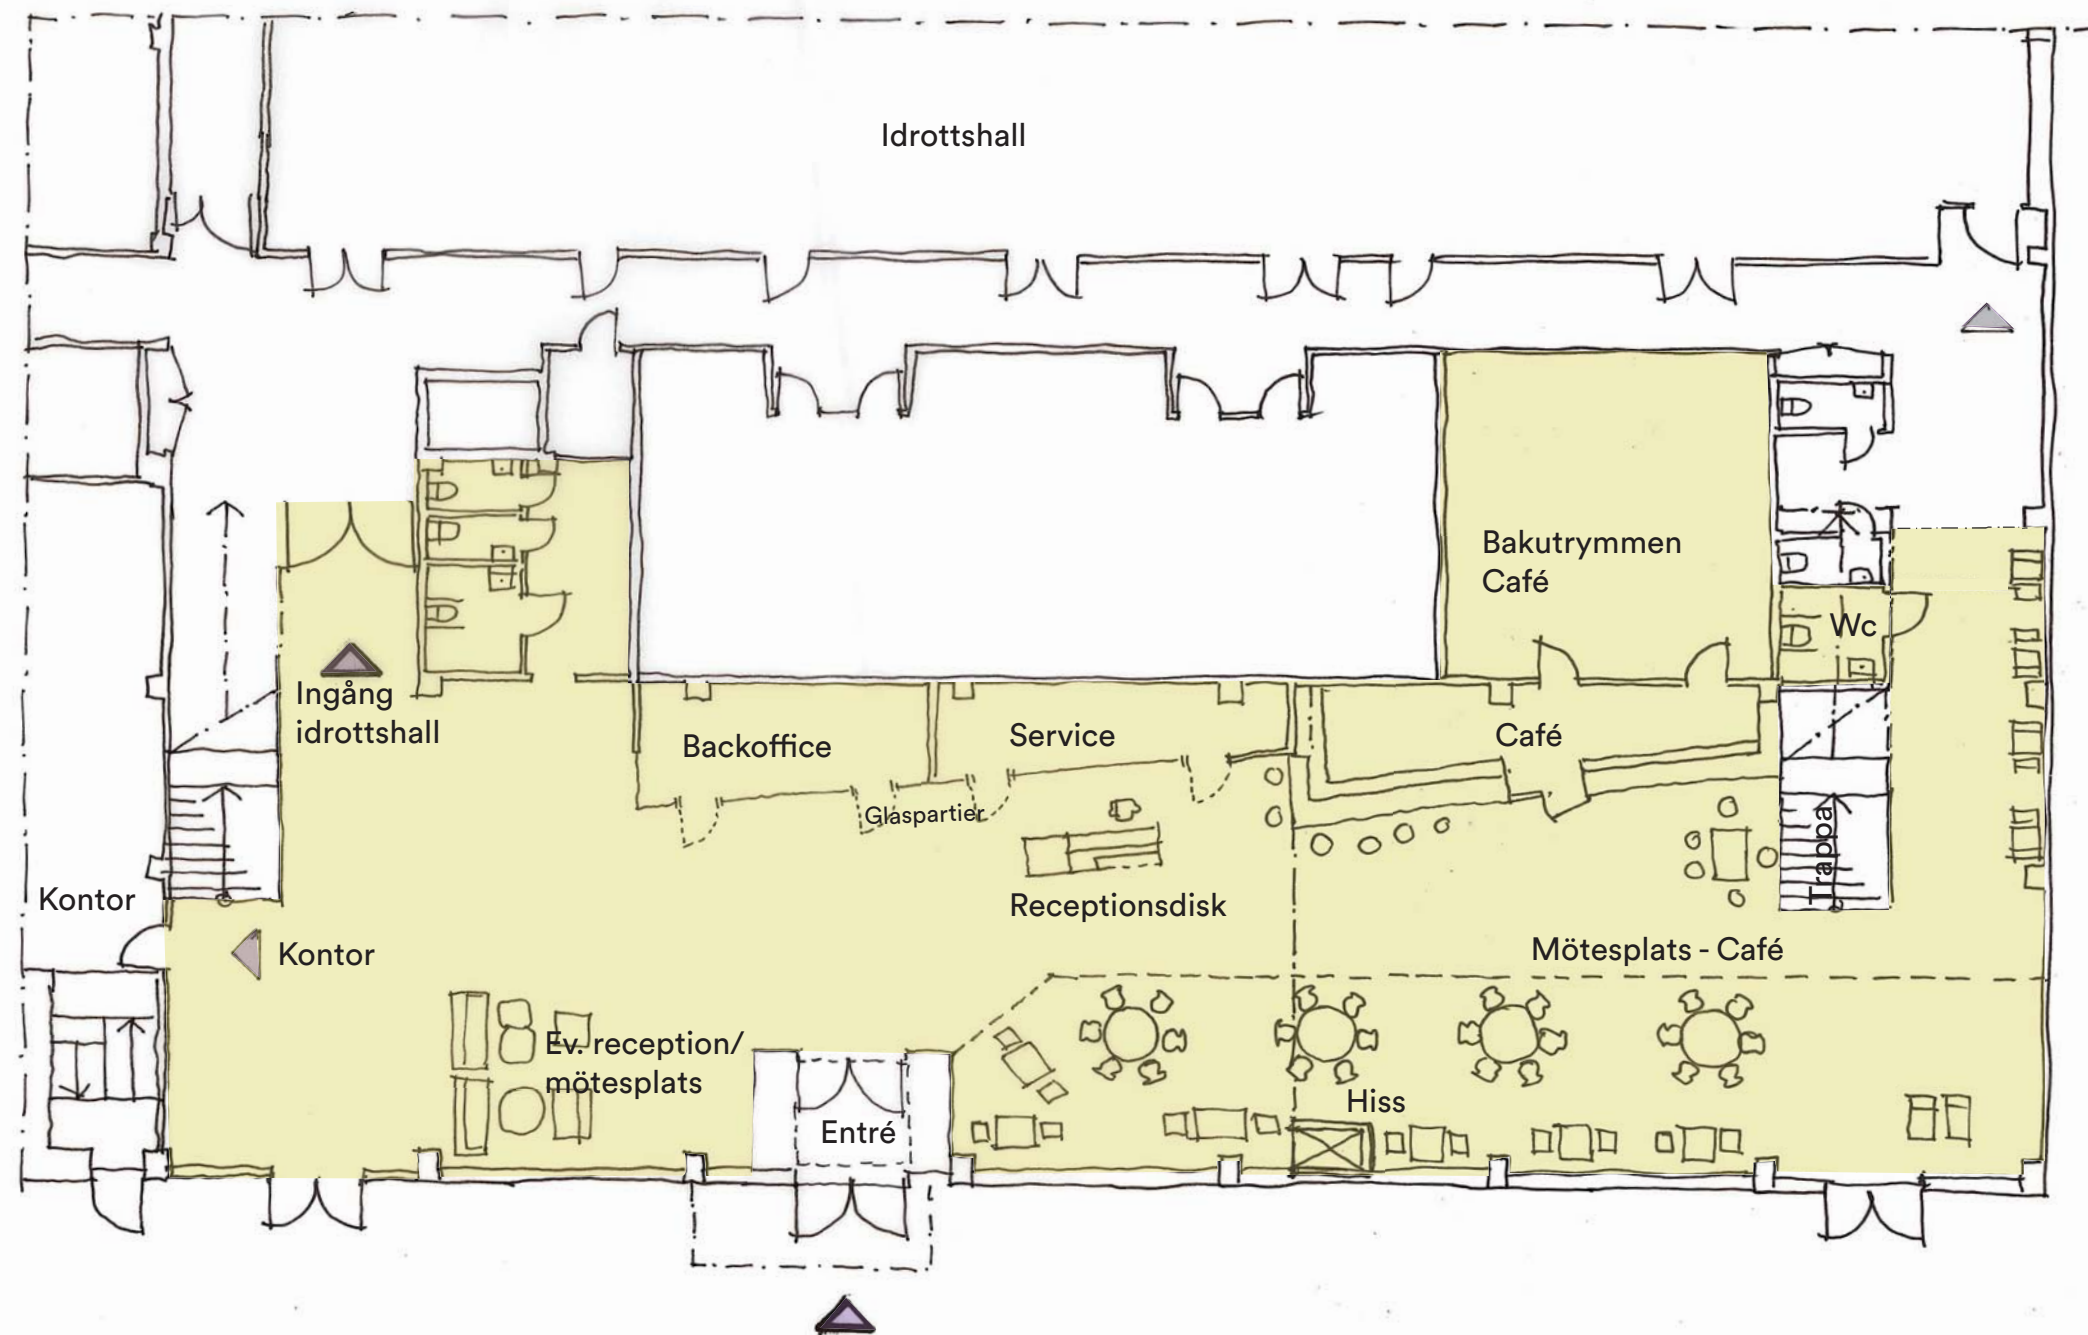 Idrottshall
Bakutrymmen
Café
Wc
Ingång
idrottshall
Backoffice
Service
Café
Glaspartier
Trappa
Kontor
Receptionsdisk
Kontor
Mötesplats - Café
Ev. reception/
mötesplats
Hiss
Entré